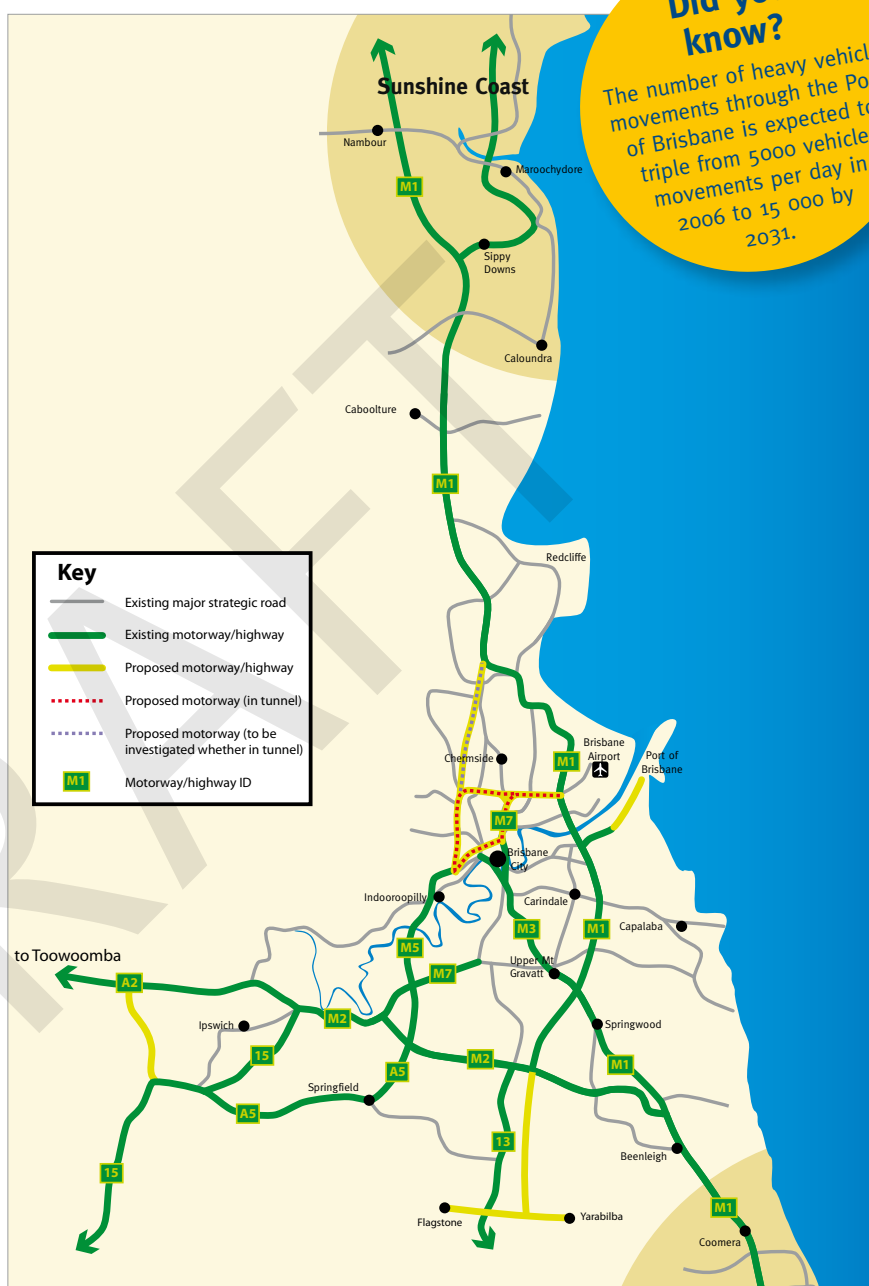 Did
know?
The number of heavy
movements through the
of Brisbane is expected
triple from 5000
movements per day in
2006 to 15 000 by
2031.
Sunshine Coast
Nambour
Maroochydore
M1
Sippy
Downs
Caloundra
Caboolture
M1
Redcliffe
Key
Existing major strategic road
Existing motorway/highway
Proposed motorway/highway
Proposed motorway (in tunnel)
Proposed motorway (to be
investigated whether in tunnel)
M1
Motorway/highway ID
Chermside
M1
Brisbane
Airport
Port of
Brisbane
M7
Brisbane
City
Indooroopilly
Carindale
Capalaba
M5
M3
M1
to Toowoomba
A2
M7
Upper Mt
Gravatt
Ipswich
M2
Springwood
15
M2
M1
A5
Springfield
A5
13
Beenleigh
15
M1
Flagstone
Yarabilba
Coomera
DRAFT